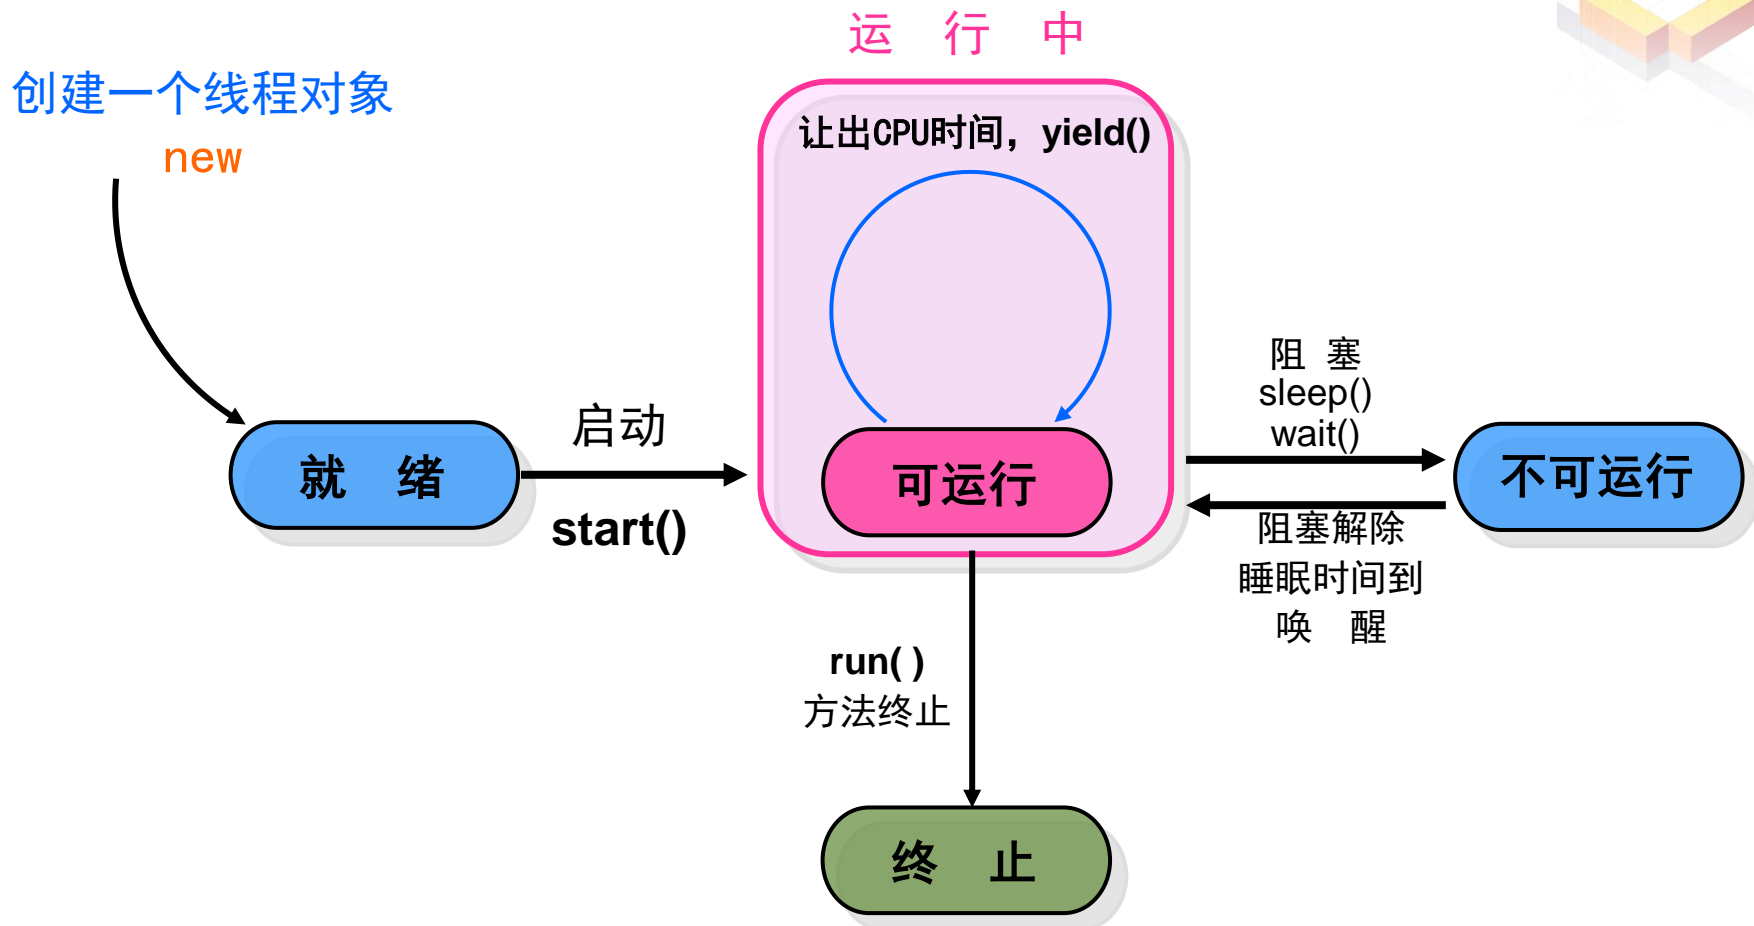 运 行 中
创建一个线程对象
new
让出CPU时间，yield()
就 绪
启动
start()
可运行
阻 塞
sleep()
wait()
不可运行
阻塞解除
睡眠时间到
唤 醒
run( )
方法终止
终 止